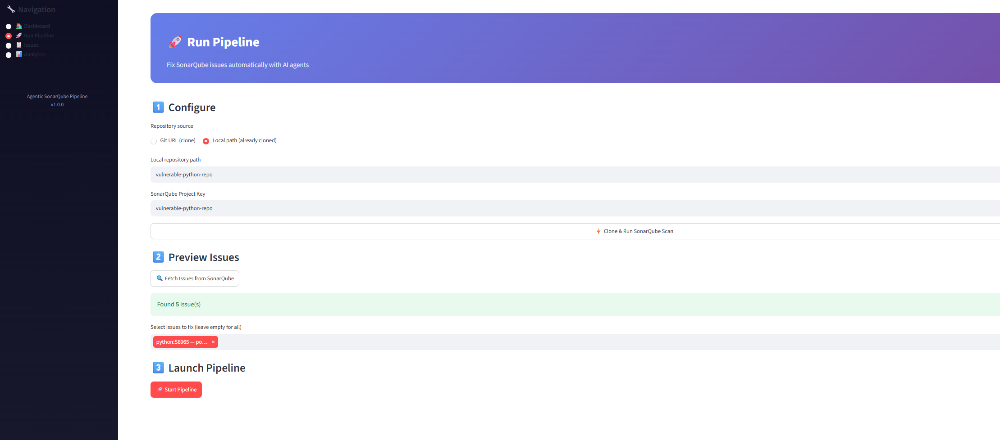 Navigation
Dashboard
Run Pipeline
Issues
Analytics
Agentic SonarQube Pipeline
v1.0.0
Run Pipeline
Fix SonarQube issues automatically with AI agents
1 Configure
Repository source
Git URL (clone)
Local path (already cloned)
Local repository path
vulnerable-python-repo
SonarQube Project Key
vulnerable-python-repo
Clone & Run SonarQube Scan
2 Preview Issues
Fetch Issues from SonarQube
Found 5 issue(s)
Select issues to fix (leave empty for all)
python:S6965 — po... ×
3 Launch Pipeline
Start Pipeline